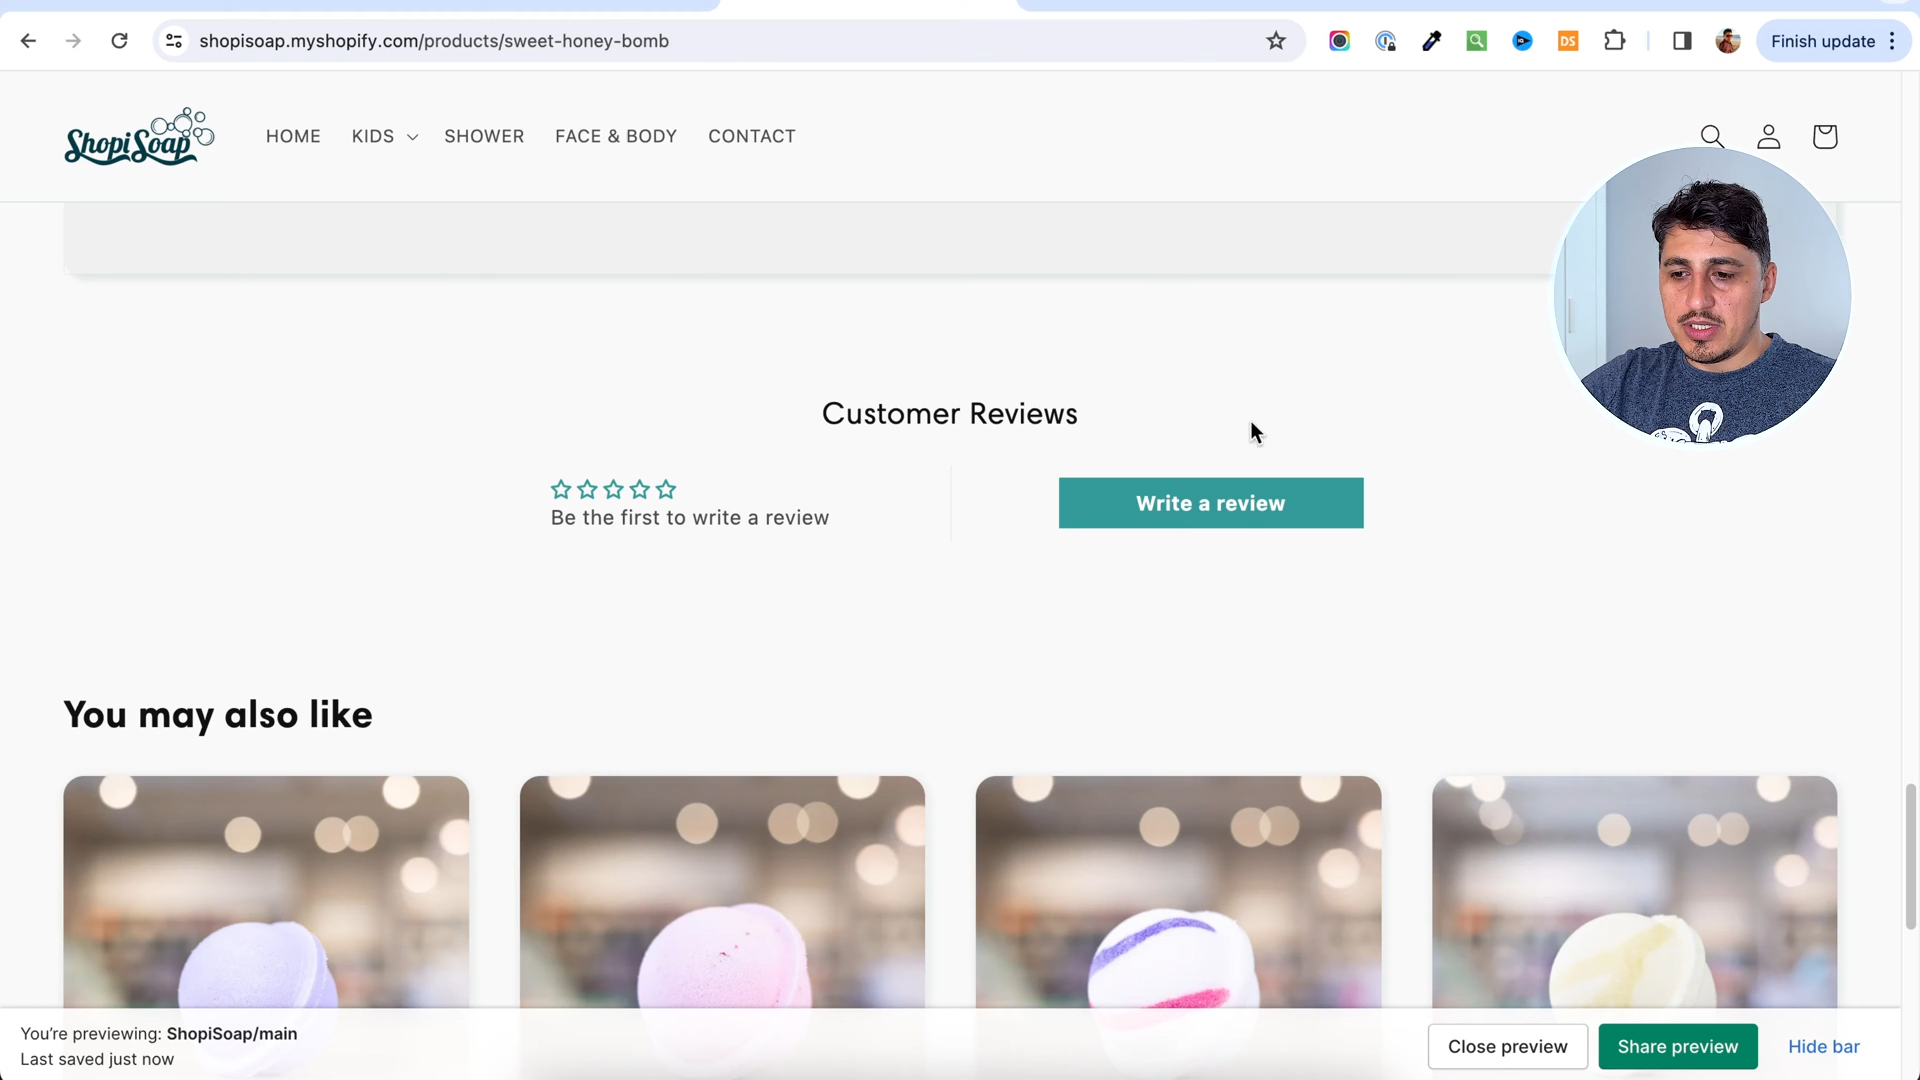 shopisoap.myshopify.com/products/sweet-honey-bomb
DS
Finish update
ShopiSoap
HOME
KIDS
SHOWER
FACE & BODY
CONTACT
Customer Reviews
Be the first to write a review
Write a review
You may also like
You're previewing: ShopiSoap/main
Last saved just now
Close preview
Share preview
Hide bar